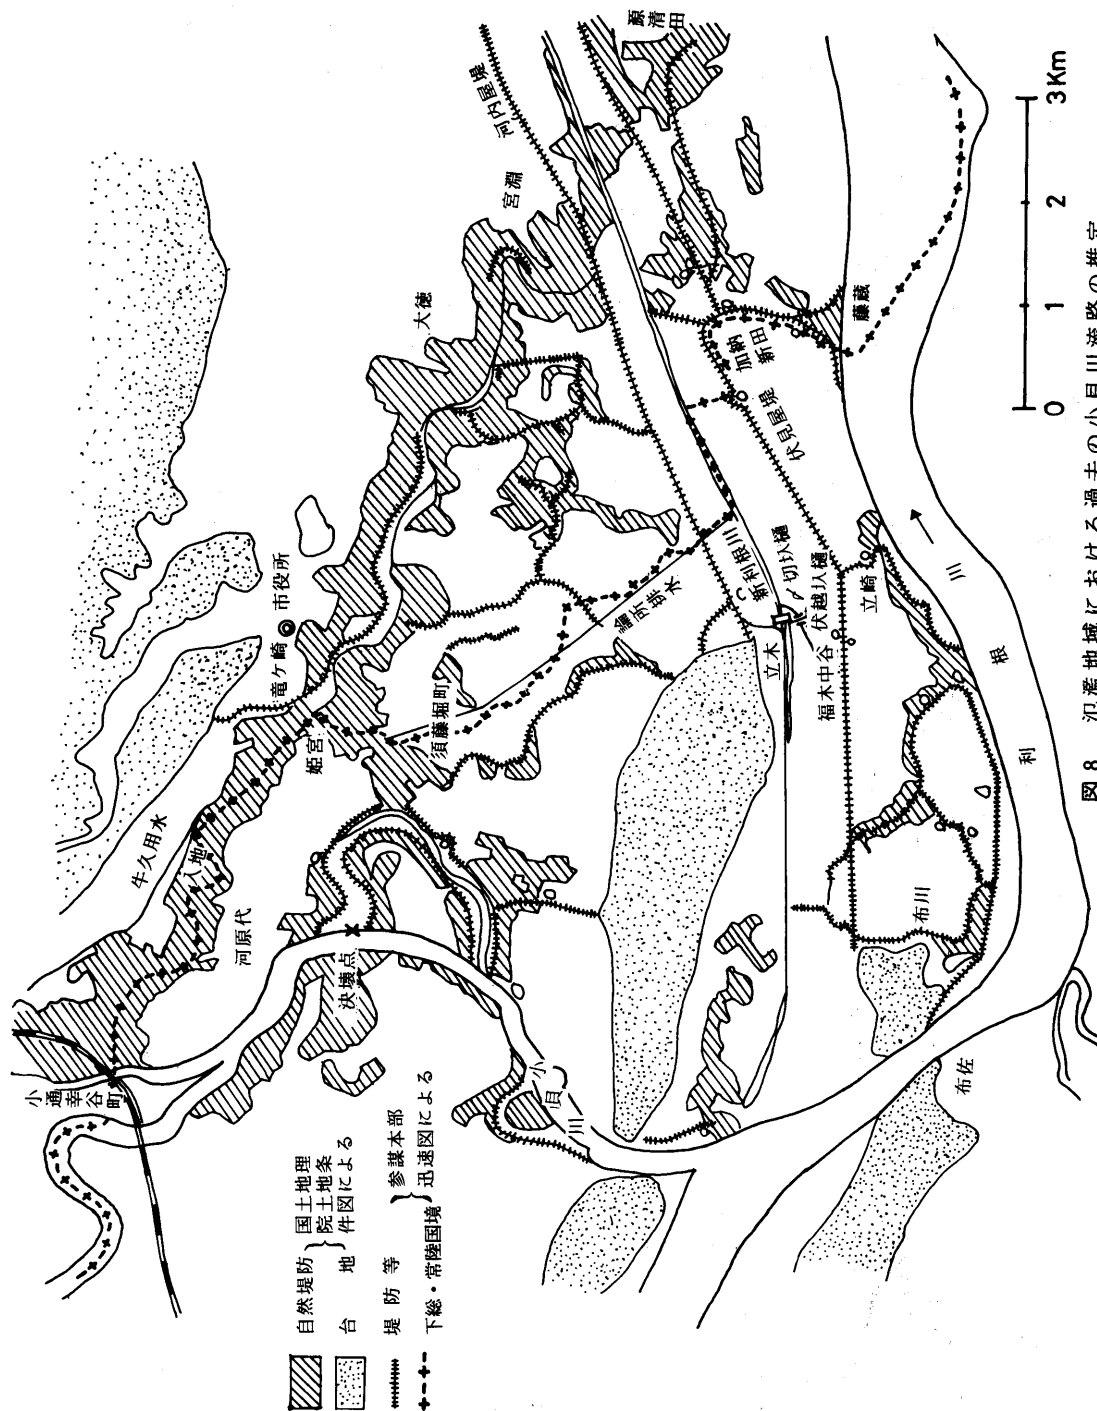 小通幸谷町
牛久用水
入地
河原代
決壊点
竜ケ崎
市役所
姫宮
須藤堀町
大徳
宮淵
河内屋堤
源清田
新利根川
切圦樋
伏越圦樋
立木
福木中谷
伏見屋堤
加納
新田
藤蔵
立崎
布川
布佐
小貝川
利根川
0 1 2 3Km
自然堤防
台地
国土地理
院土地条
件図による
堤防等
下総・常陸国境
参謀本部
迅速図による
図8 氾濫地域における過去の小貝川流路の推定